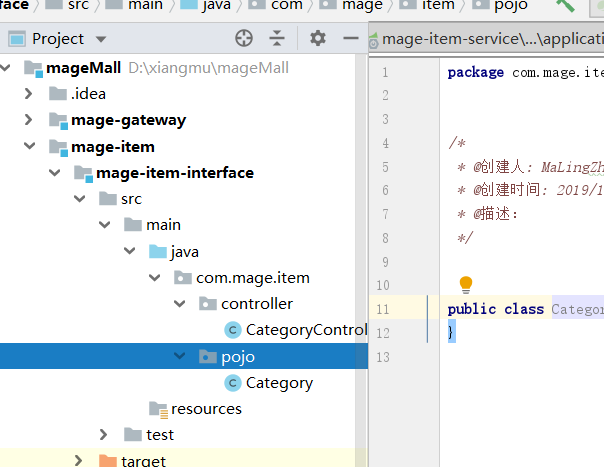 face src main java com mage item pojo
Project
mage-item-service\...\applicati
mageMall D:\xiangmu\mageMall
.idea
mage-gateway
mage-item
mage-item-interface
src
main
java
com.mage.item
controller
CategoryControl
pojo
Category
resources
test
target
1 package com.mage.ite
2
3
4 /*
5 * @创建人: MaLingZh
6 * @创建时间: 2019/1
7 * @描述:
8 */
9
10
11 public class Categor
12 }
13